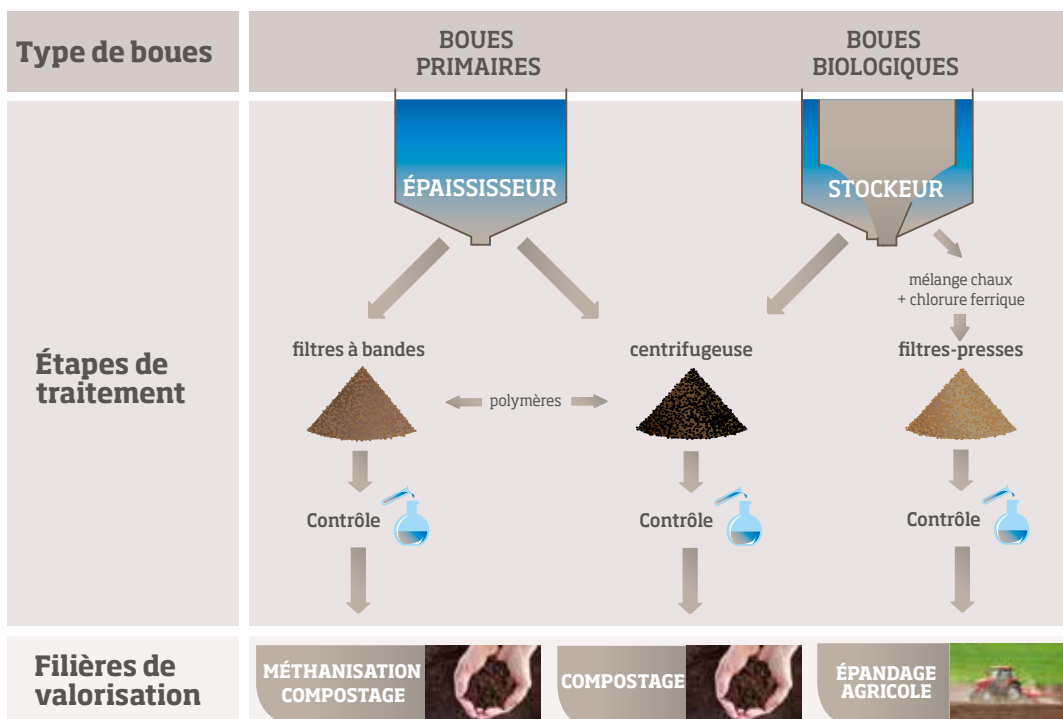 Type de boues
BOUES
PRIMAIRES
BOUES
BIOLOGIQUES
ÉPAISSISSEUR
STOCKEUR
mélange chaux
+ chlorure ferrique
Étapes de
traitement
filtres à bandes
centrifugeuse
filtres-presses
polymères
Contrôle
Contrôle
Contrôle
Filières de
valorisation
MÉTHANISATION
COMPOSTAGE
COMPOSTAGE
ÉPANDAGE
AGRICOLE